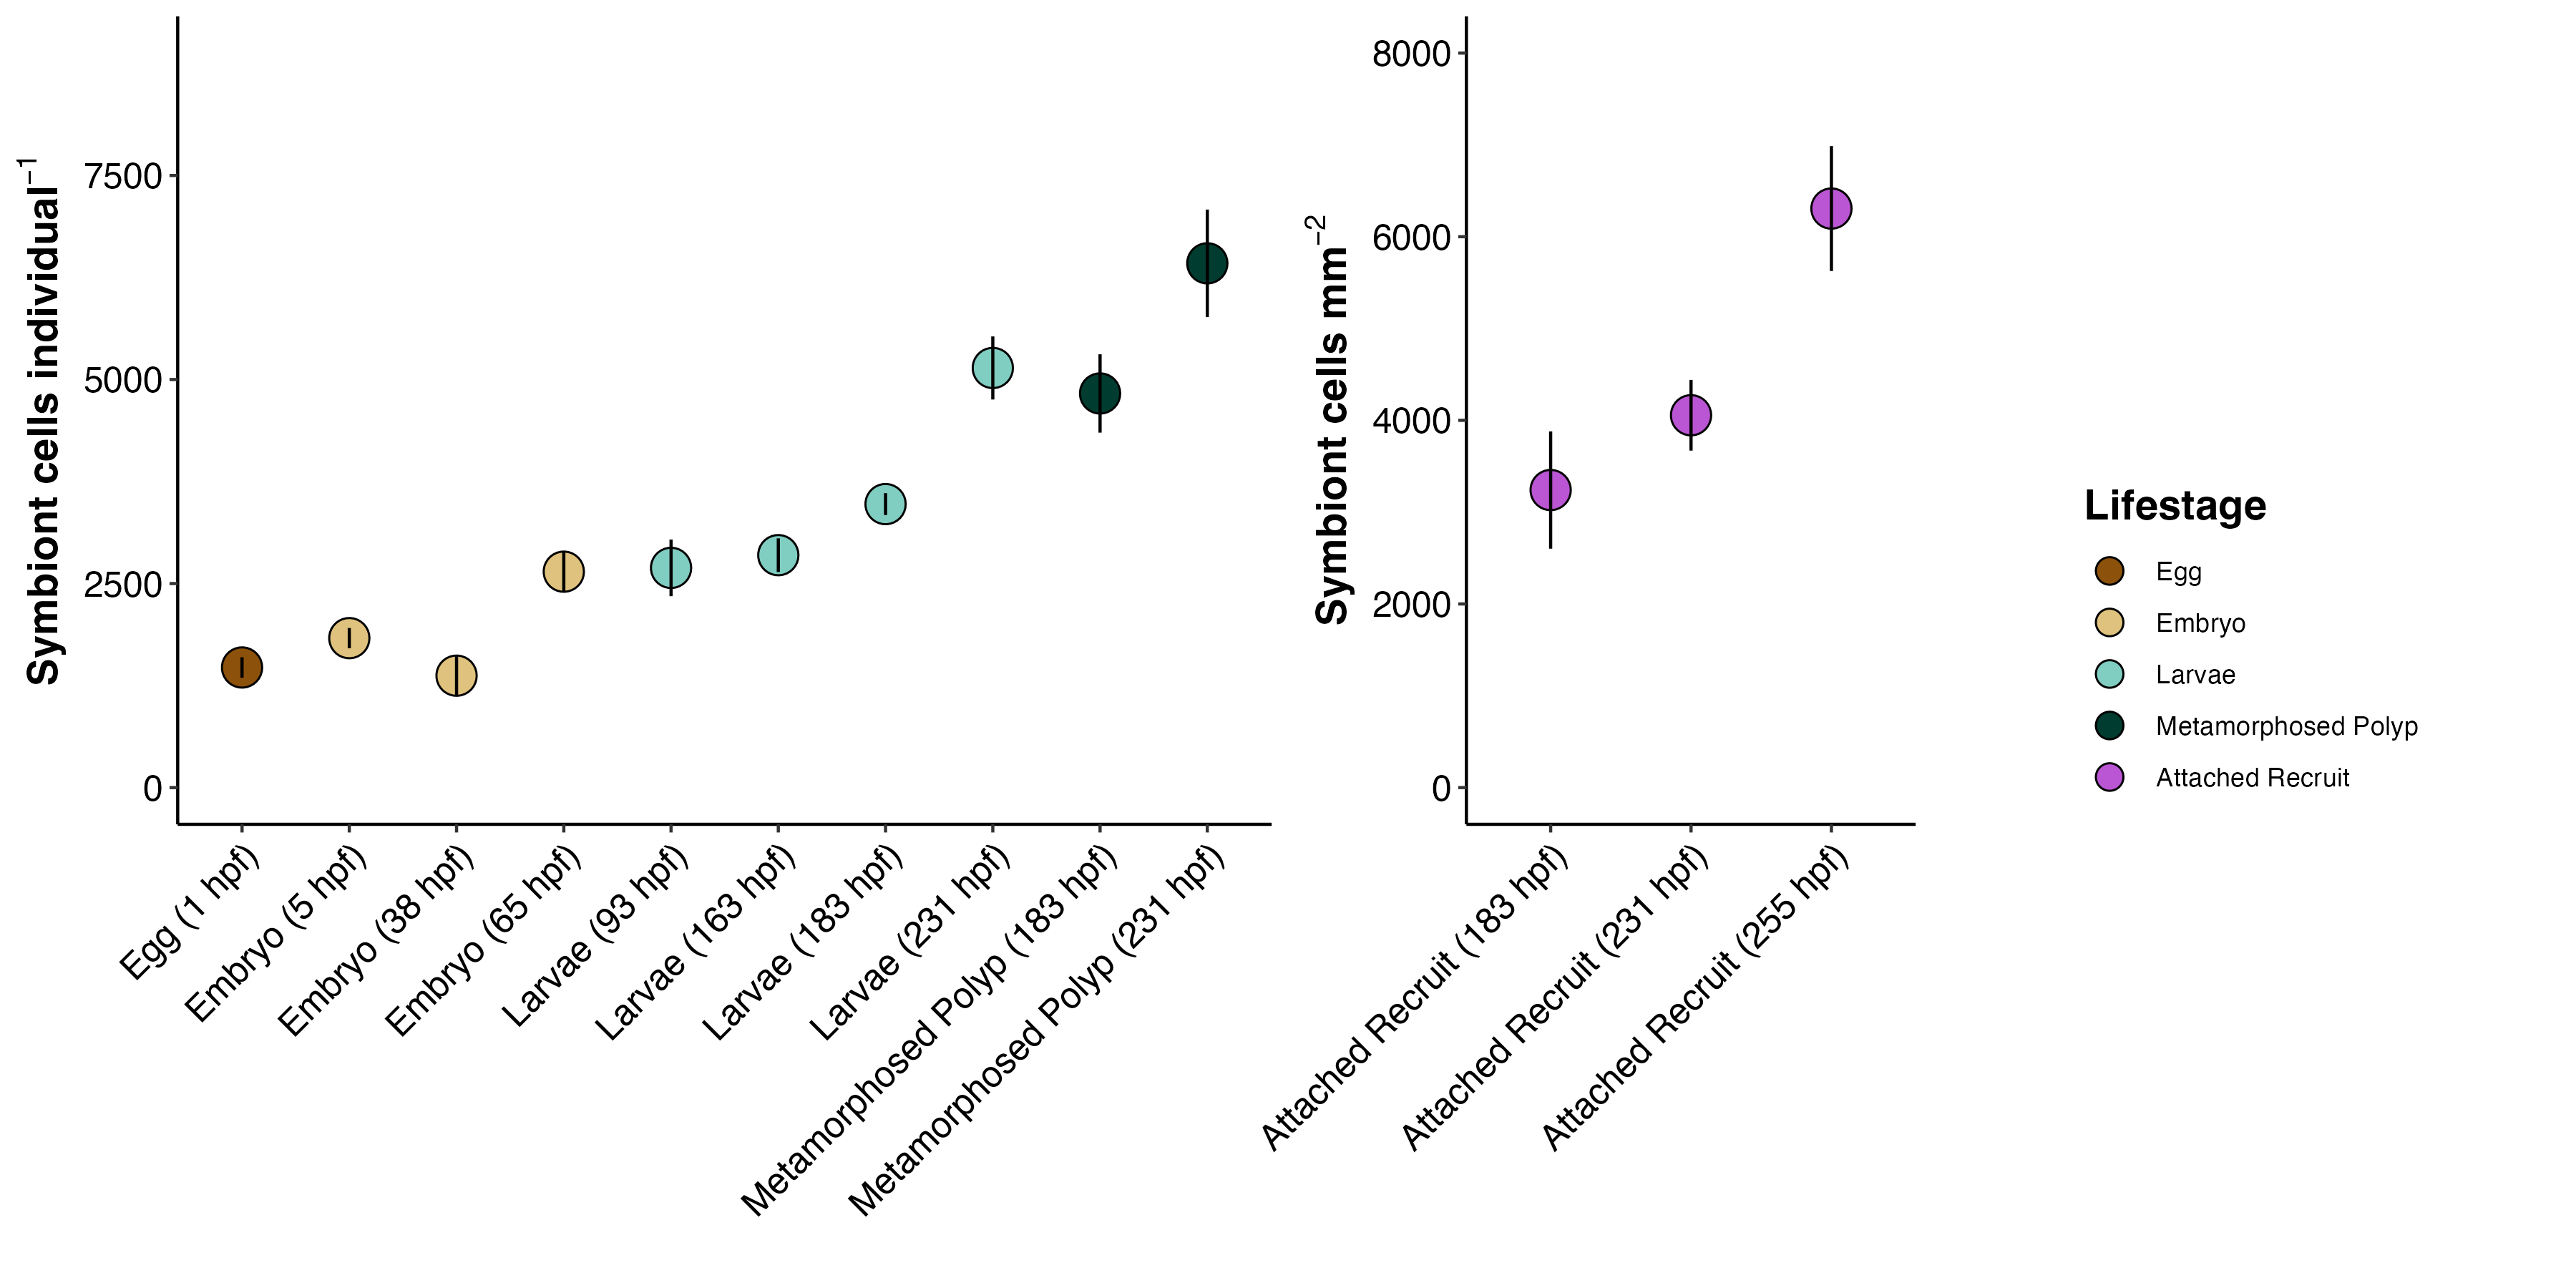 Symbiont cells individual⁻¹
7500
5000
2500
0
Egg (1 hpf)
Embryo (5 hpf)
Embryo (38 hpf)
Embryo (65 hpf)
Larvae (93 hpf)
Larvae (163 hpf)
Larvae (183 hpf)
Larvae (231 hpf)
Metamorphosed Polyp (183 hpf)
Metamorphosed Polyp (231 hpf)
Symbiont cells mm⁻²
8000
6000
4000
2000
0
Attached Recruit (183 hpf)
Attached Recruit (231 hpf)
Attached Recruit (255 hpf)
Lifestage
Egg
Embryo
Larvae
Metamorphosed Polyp
Attached Recruit